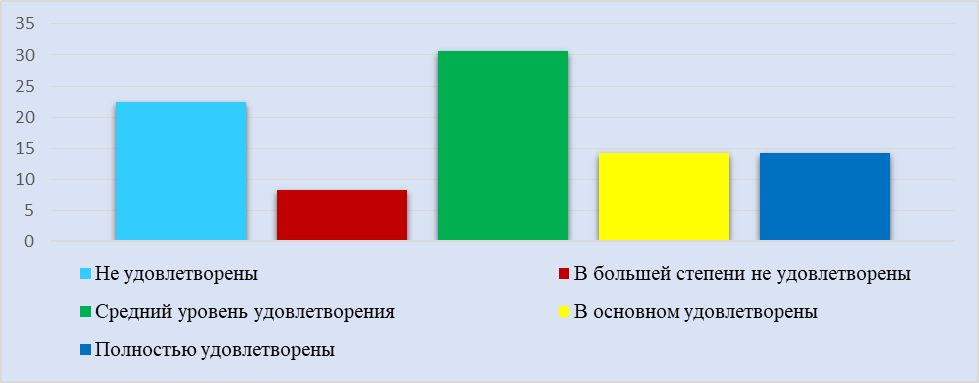 35
30
25
20
15
10
5
0
Не удовлетворены
В большей степени не удовлетворены
Средний уровень удовлетворения
В основном удовлетворены
Полностью удовлетворены